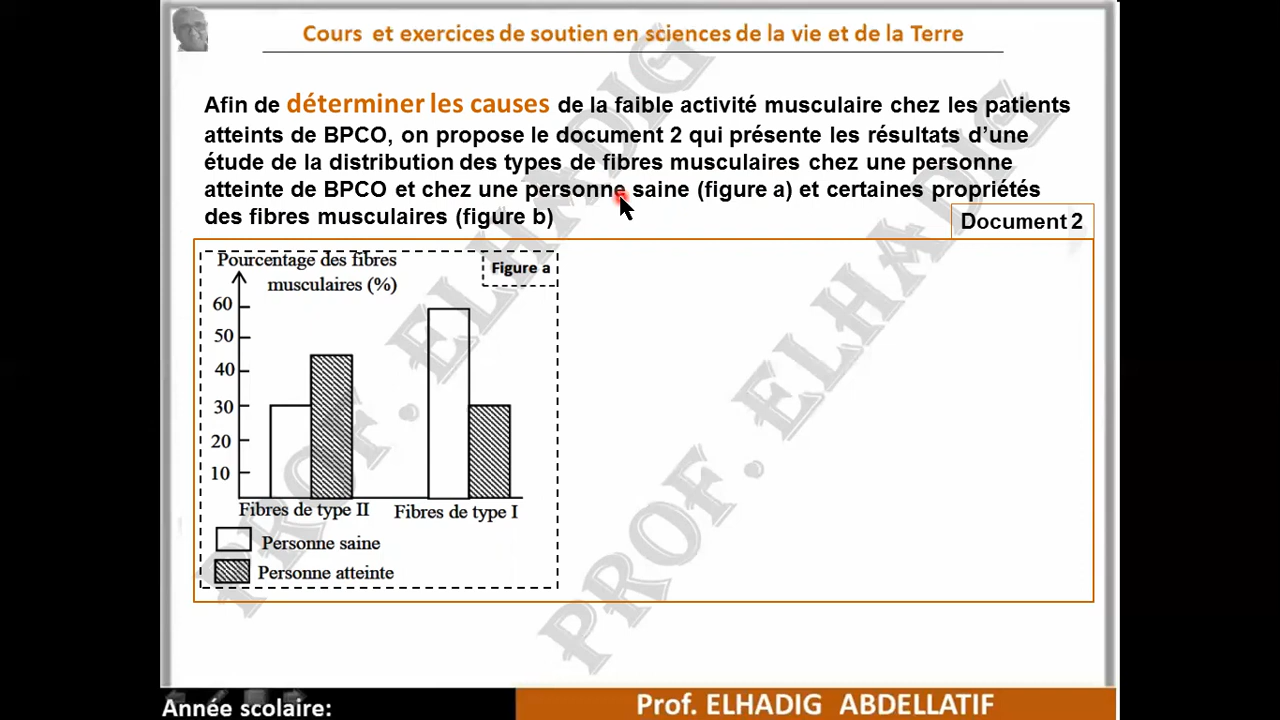 Cours et exercices de soutien en sciences de la vie et de la Terre
Afin de déterminer les causes de la faible activité musculaire chez les patients
atteints de BPCO, on propose le document 2 qui présente les résultats d'une
étude de la distribution des types de fibres musculaires chez une personne
atteinte de BPCO et chez une personne saine (figure a) et certaines propriétés
des fibres musculaires (figure b)
Document 2
Pourcentage des fibres
musculaires (%)
Figure a
60
50
40
30
20
10
Fibres de type II
Fibres de type I
Personne saine
Personne atteinte
PROF. ELHADIG
PROF. ELHADIG
Année scolaire:
Prof. ELHADIG ABDELLATIF